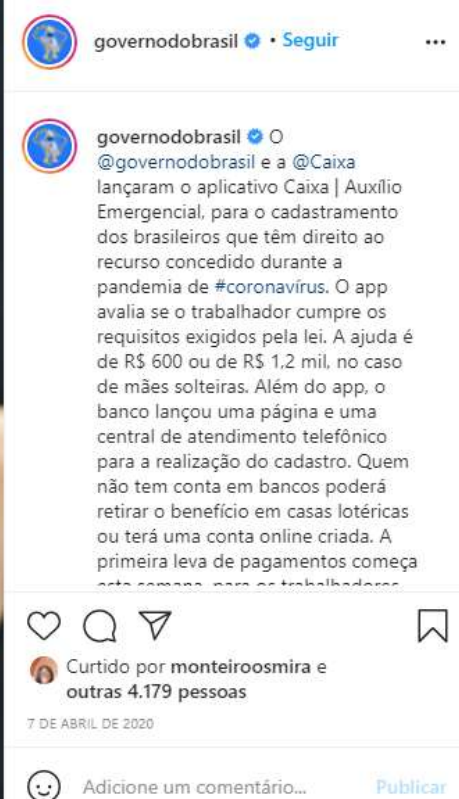 governodobrasil • Seguir
governodobrasil O
@governodobrasil e a @Caixa
lançaram o aplicativo Caixa | Auxílio
Emergencial, para o cadastramento
dos brasileiros que têm direito ao
recurso concedido durante a
pandemia de #coronavírus. O app
avalia se o trabalhador cumpre os
requisitos exigidos pela lei. A ajuda é
de R$ 600 ou de R$ 1,2 mil, no caso
de mães solteiras. Além do app, o
banco lançou uma página e uma
central de atendimento telefônico
para a realização do cadastro. Quem
não tem conta em bancos poderá
retirar o benefício em casas lotéricas
ou terá uma conta online criada. A
primeira leva de pagamentos começa
esta semana, para os trabalhadores
Curtido por monteiroosmira e
outras 4.179 pessoas
7 DE ABRIL DE 2020
Adicione um comentário... Publicar